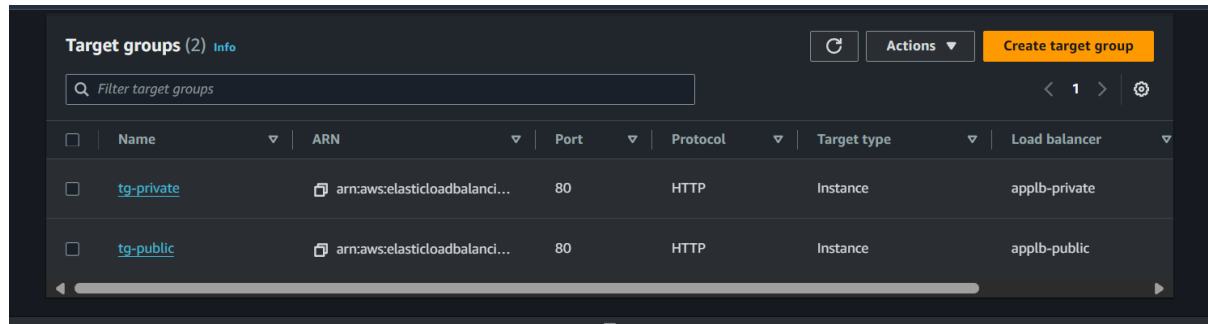 Target groups (2) Info
Actions
Create target group
Filter target groups
1
Name ARN Port Protocol Target type Load balancer
tg-private arn:aws:elasticloadbalanci... 80 HTTP Instance applb-private
tg-public arn:aws:elasticloadbalanci... 80 HTTP Instance applb-public